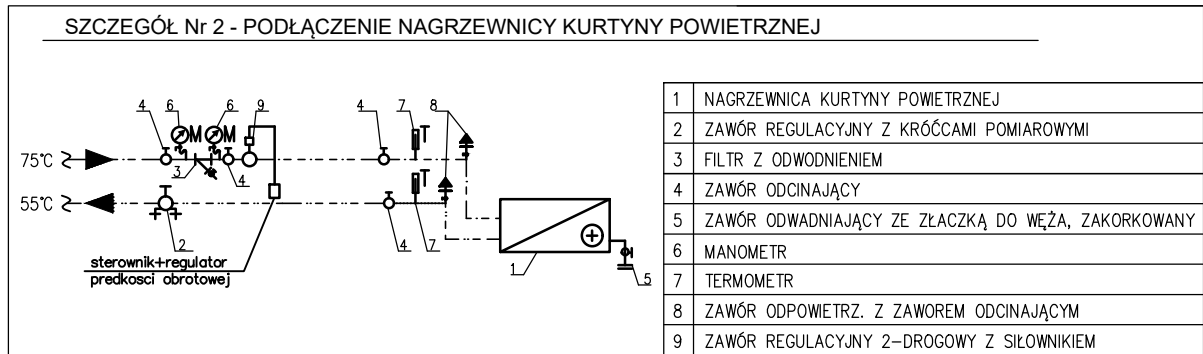 SZCZEGÓŁ Nr 2 - PODŁĄCZENIE NAGRZEWNICY KURTYNY POWIETRZNEJ
4 6 6 9 4 7 8
M M T
75°C
3 4
T
55°C
2 4 7
sterownik+regulator
predkosci obrotowej
1 5
1 NAGRZEWNICA KURTYNY POWIETRZNEJ
2 ZAWÓR REGULACYJNY Z KRÓĆCAMI POMIAROWYMI
3 FILTR Z ODWODNIENIEM
4 ZAWÓR ODCINAJĄCY
5 ZAWÓR ODWADNIAJĄCY ZE ZŁACZKĄ DO WĘŻA, ZAKORKOWANY
6 MANOMETR
7 TERMOMETR
8 ZAWÓR ODPOWIETRZ. Z ZAWOREM ODCINAJĄCYM
9 ZAWÓR REGULACYJNY 2-DROGOWY Z SIŁOWNIKIEM